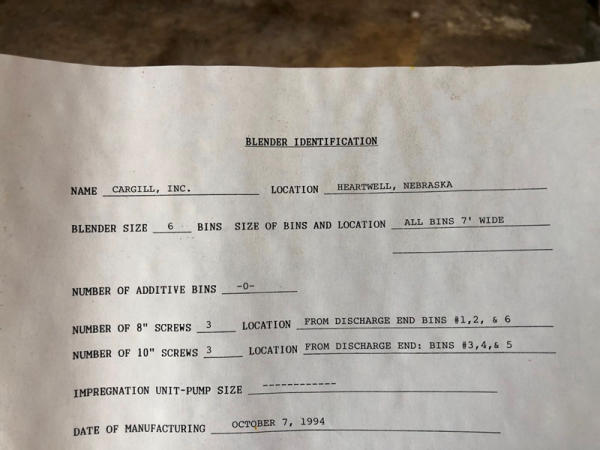 BLENDER IDENTIFICATION
NAME CARGILL, INC. LOCATION HEARTWELL, NEBRASKA
BLENDER SIZE 6 BINS SIZE OF BINS AND LOCATION ALL BINS 7' WIDE
NUMBER OF ADDITIVE BINS -0-
NUMBER OF 8" SCREWS 3 LOCATION FROM DISCHARGE END BINS #1,2, & 6
NUMBER OF 10" SCREWS 3 LOCATION FROM DISCHARGE END: BINS #3,4,& 5
IMPREGNATION UNIT-PUMP SIZE ------------
DATE OF MANUFACTURING OCTOBER 7, 1994